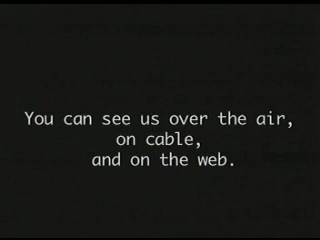 You can see us over the air,
on cable,
and on the web.